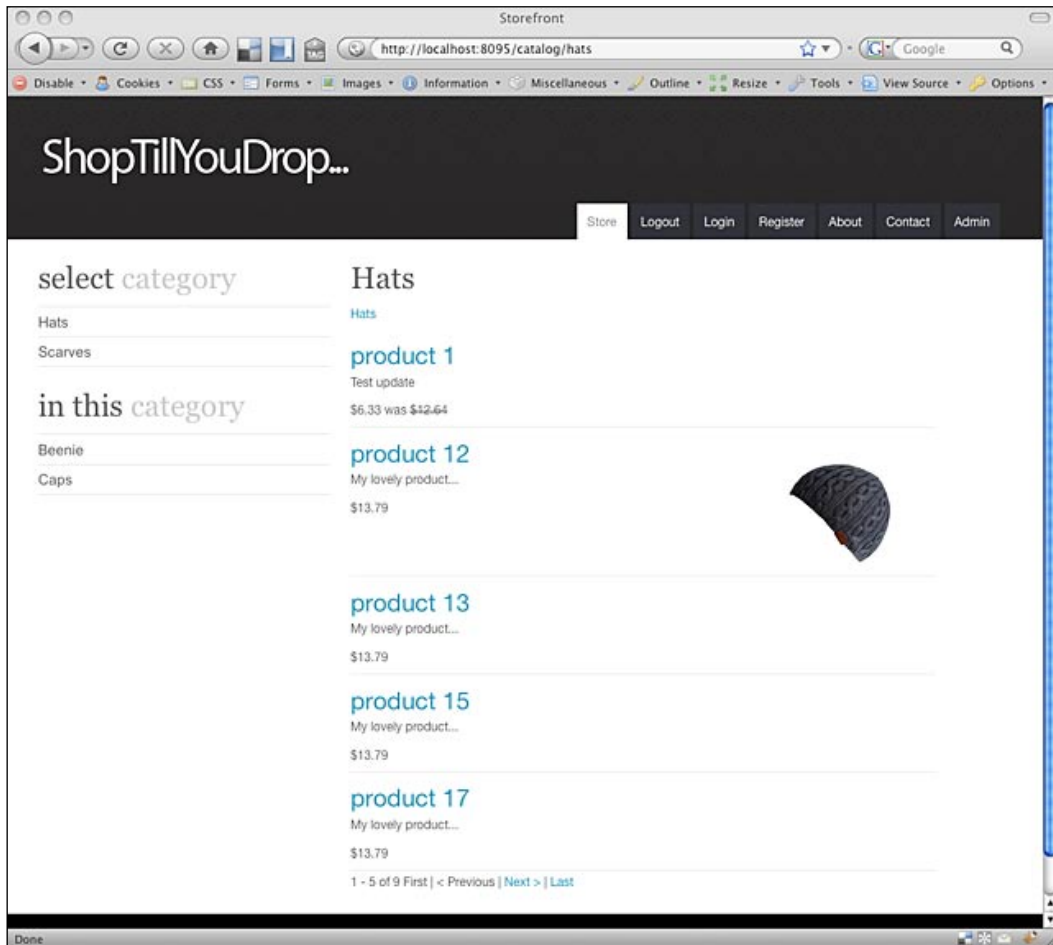 Storefront
TAG
http://localhost:8095/catalog/hats
G
Google
Disable Cookies CSS Forms Images Information Miscellaneous Outline Resize Tools View Source Options
ShopTillYouDrop...
Store Logout Login Register About Contact Admin
select category
Hats
Scarves
in this category
Beenie
Caps
Hats
Hats
product 1
Test update
$6.33 was $12.64
product 12
My lovely product...
$13.79
product 13
My lovely product...
$13.79
product 15
My lovely product...
$13.79
product 17
My lovely product...
$13.79
1 - 5 of 9 First | < Previous | Next > | Last
Done